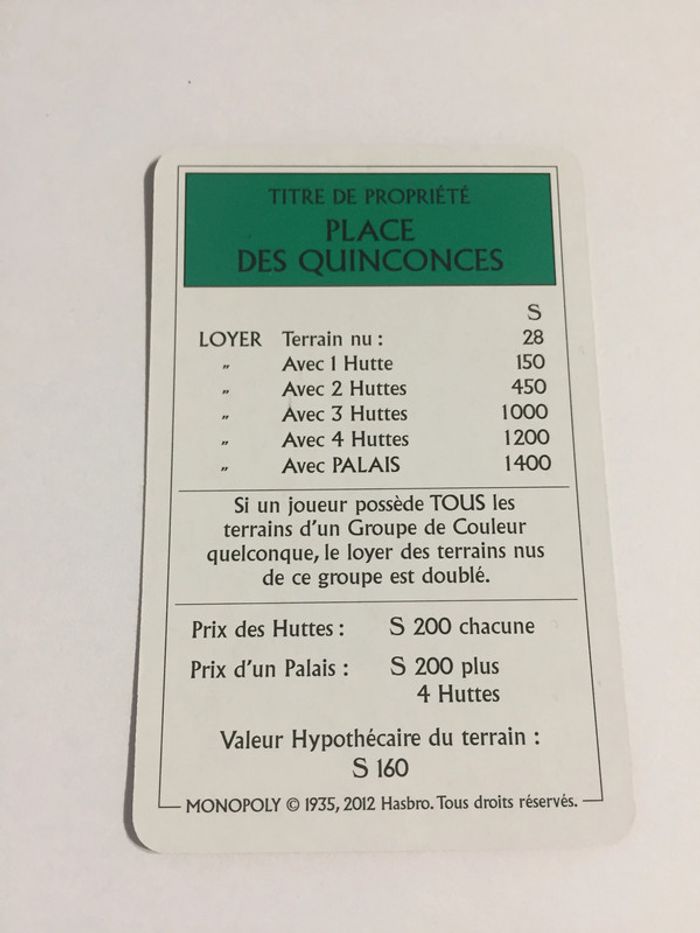 TITRE DE PROPRIÉTÉ
PLACE
DES QUINCONCES
S
LOYER Terrain nu : 28
„ Avec 1 Hutte 150
„ Avec 2 Huttes 450
„ Avec 3 Huttes 1000
„ Avec 4 Huttes 1200
„ Avec PALAIS 1400
Si un joueur possède TOUS les
terrains d'un Groupe de Couleur
quelconque, le loyer des terrains nus
de ce groupe est doublé.
Prix des Huttes : S 200 chacune
Prix d'un Palais : S 200 plus
4 Huttes
Valeur Hypothécaire du terrain :
S 160
MONOPOLY © 1935, 2012 Hasbro. Tous droits réservés.